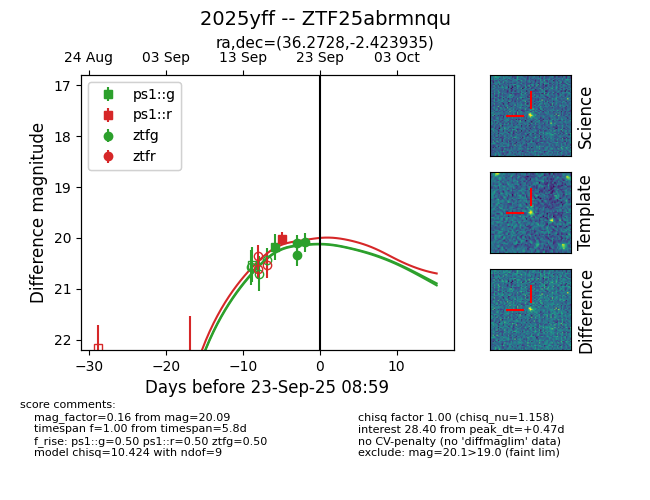 2025yff -- ZTF25abrmnqu
ra,dec=(36.2728,-2.423935)
24 Aug 03 Sep 13 Sep 23 Sep 03 Oct
ps1::g
ps1::r
ztfg
ztfr
17
18
19
20
21
22
Difference magnitude
−30 −20 −10 0 10
Days before 23-Sep-25 08:59
Science
Template
Difference
score comments:
mag_factor=0.16 from mag=20.09
timespan f=1.00 from timespan=5.8d
f_rise: ps1::g=0.50 ps1::r=0.50 ztfg=0.50
model chisq=10.424 with ndof=9
chisq factor 1.00 (chisq_nu=1.158)
interest 28.40 from peak_dt=+0.47d
no CV-penalty (no 'diffmaglim' data)
exclude: mag=20.1>19.0 (faint lim)